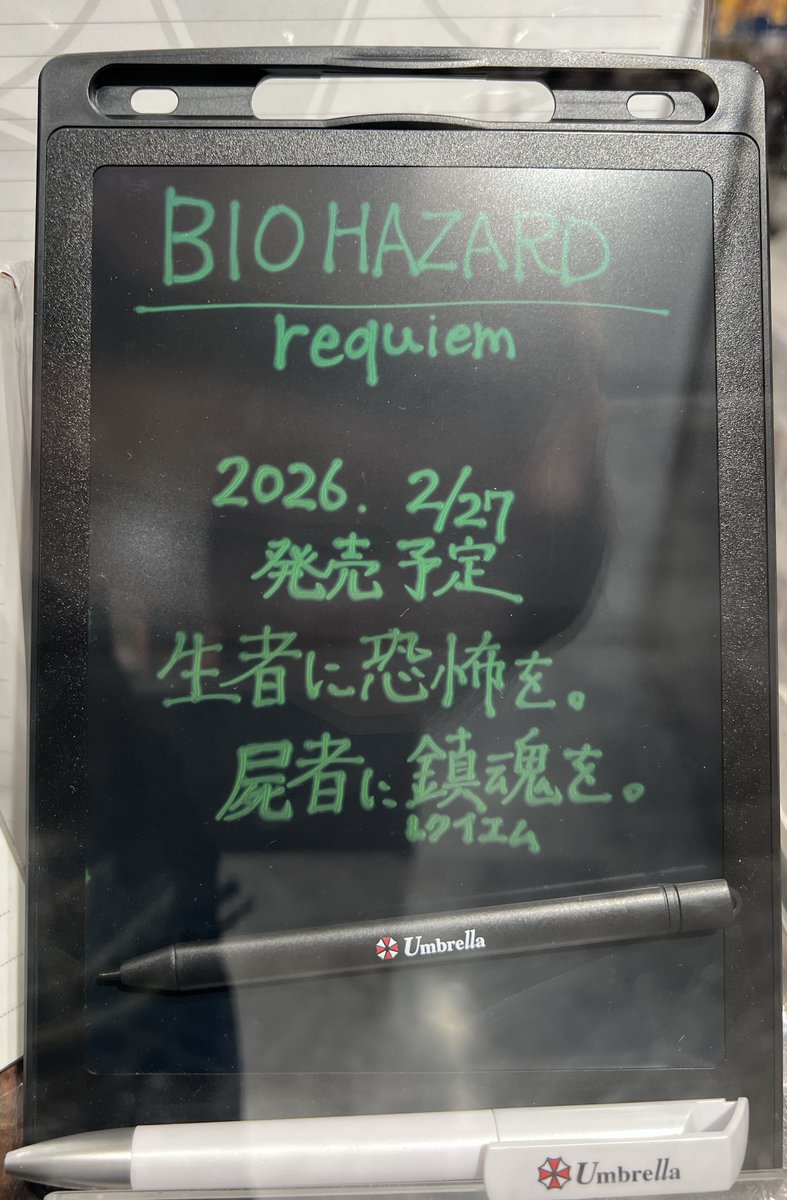 BIOHAZARD
requiem
2026. 2/27
発売予定
生者に恐怖を。
屍者に鎮魂を。
レクイエム
Umbrella
Umbrella